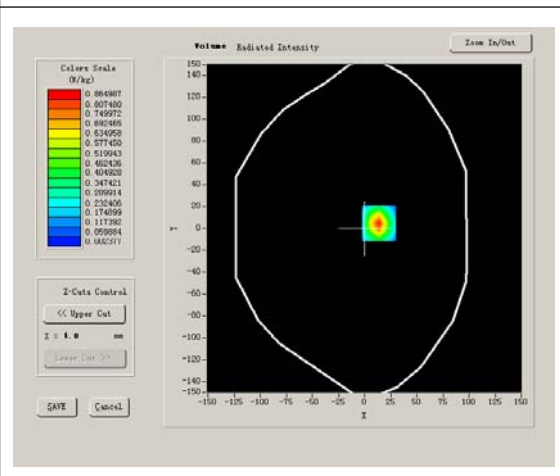 Volume Radiated Intensity
Zoom In/Out
Colors Scale
(W/kg)
0.864987
0.807480
0.749972
0.692465
0.634958
0.577450
0.519943
0.462436
0.404928
0.347421
0.289914
0.232406
0.174899
0.117392
0.059884
0.002377
Z-Cuts Control
<< Upper Cut
Z = 4.0 mm
Lower Cut >>
SAVE
Cancel
150
140
120
100
80
60
40
20
0
-20
-40
-60
-80
-100
-120
-140
-150
Y
-150 -125 -100 -75 -50 -25 0 25 50 75 100 125 150
X